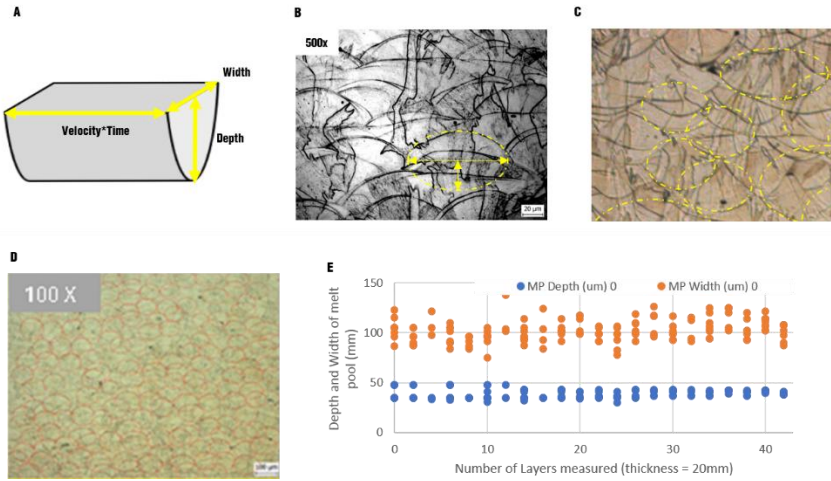 A
Width
Velocity*Time
Depth
B
500x
20 µm
C
D
100 X
100 µm
E
150
100
50
0
MP Depth (um) 0
MP Width (um) 0
Depth and Width of melt
pool (mm)
0
10
20
30
40
Number of Layers measured (thickness = 20mm)